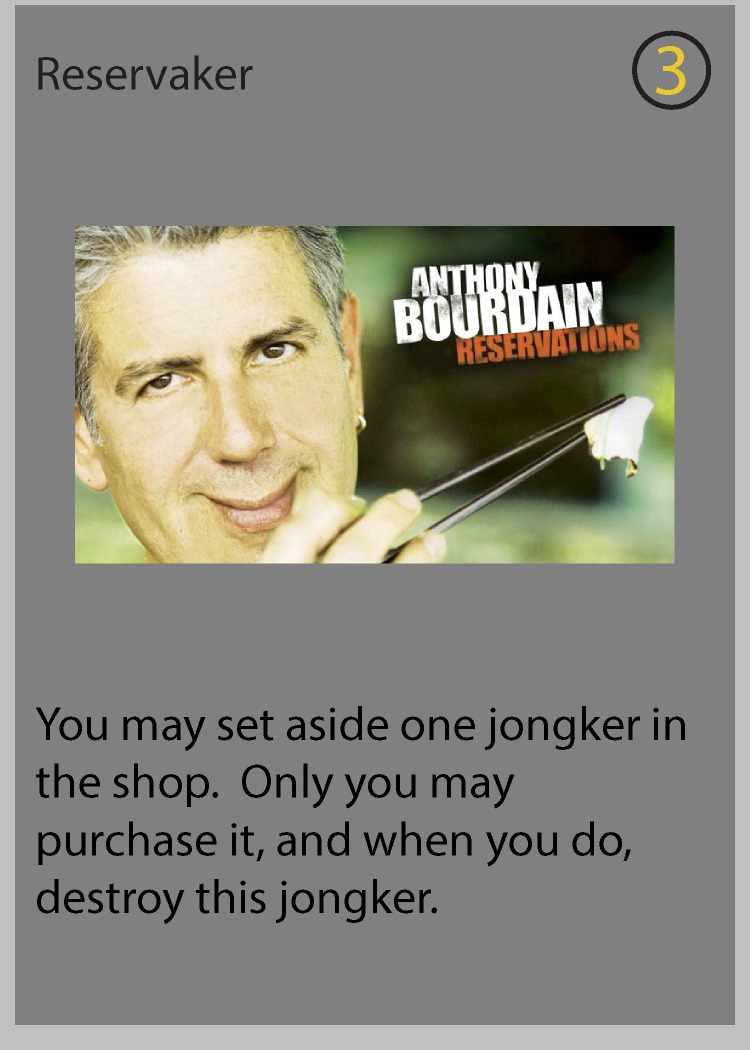 Reservaker
3
ANTHONY
BOURDAIN
RESERVATIONS
You may set aside one jongker in
the shop.  Only you may
purchase it, and when you do,
destroy this jongker.